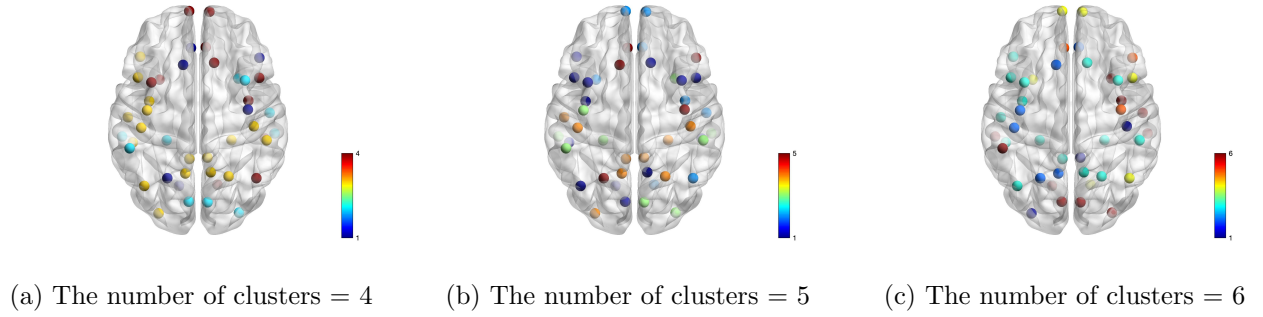 4
1
5
1
6
1
(a) The number of clusters = 4
(b) The number of clusters = 5
(c) The number of clusters = 6